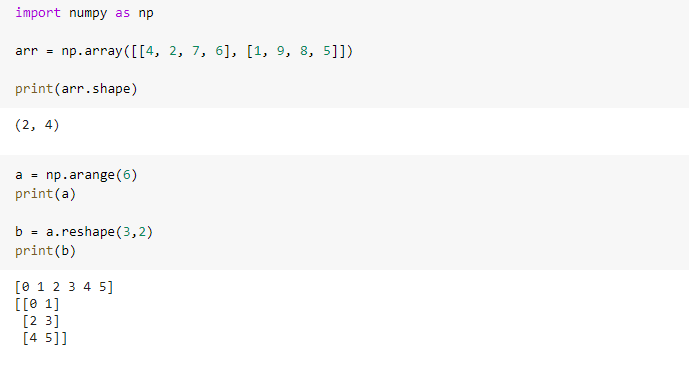 import numpy as np
arr = np.array([[4, 2, 7, 6], [1, 9, 8, 5]])
print(arr.shape)
(2, 4)
a = np.arange(6)
print(a)
b = a.reshape(3,2)
print(b)
[0 1 2 3 4 5]
[[0 1]
 [2 3]
 [4 5]]